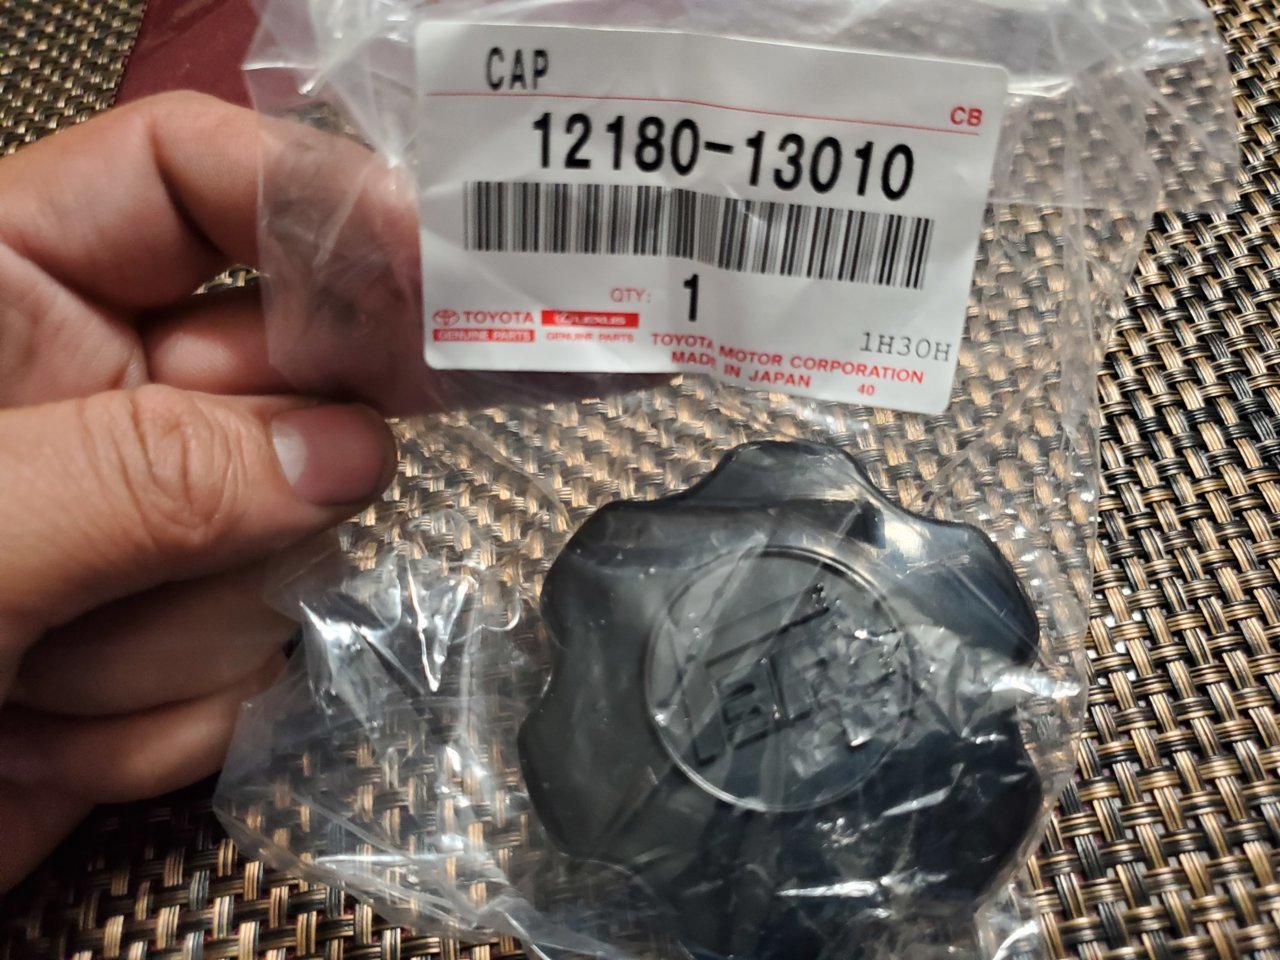 CAP
CB
12180-13010
QTY: 1
TOYOTA LEXUS
GENUINE PARTS GENUINE PARTS
TOYOTA MOTOR CORPORATION
MADE IN JAPAN 40
1H30H